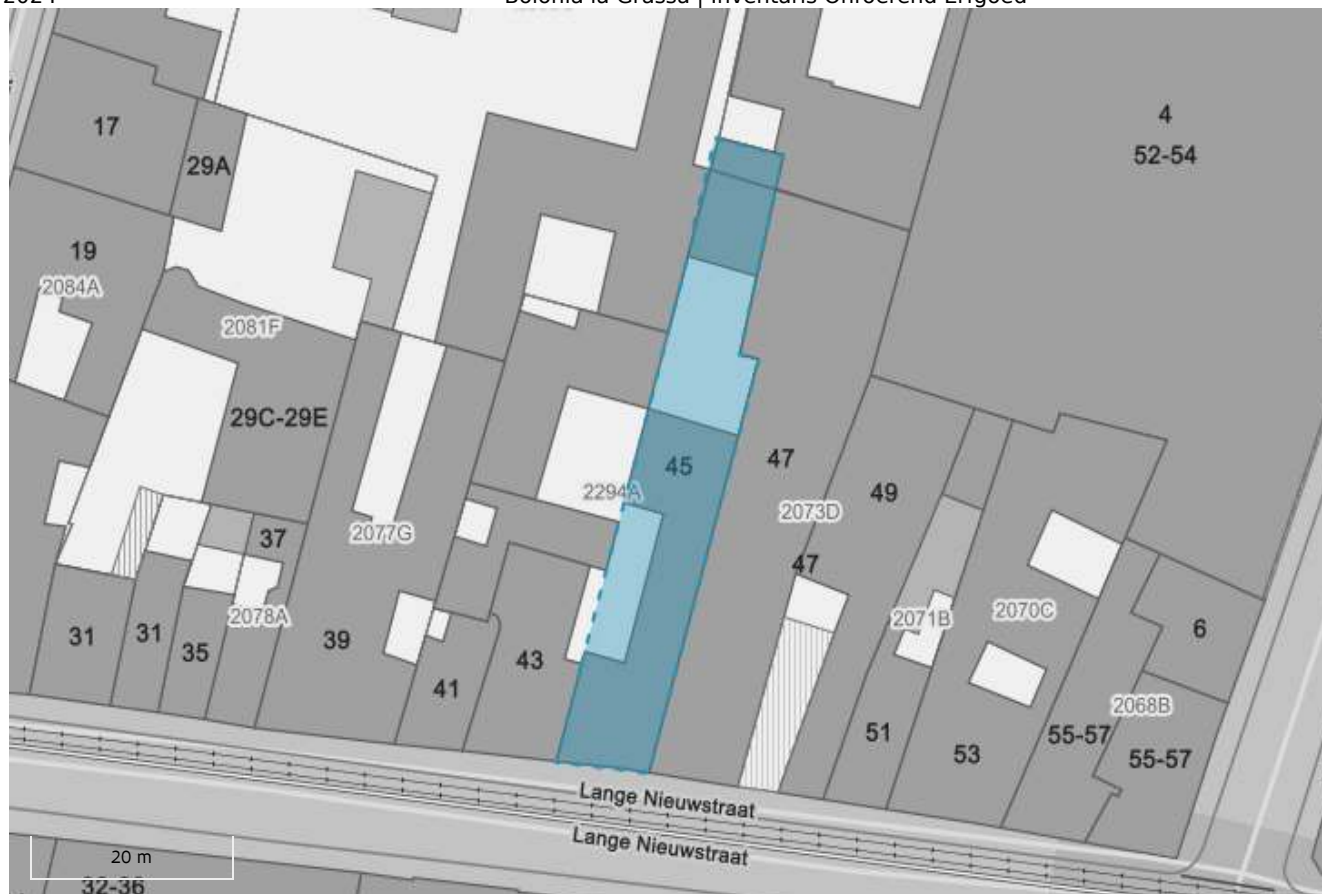 Bolonia la Grassa | Inventaris Onroerend Erfgoed
4
17
52-54
29A
19
2084A
2081F
29C-29E
45
47
49
2294A
2073D
2077G
37
47
2071B
2070C
2078A
31
31
35
39
43
41
6
2068B
51
53
55-57
55-57
Lange Nieuwstraat
Lange Nieuwstraat
20 m
32-36